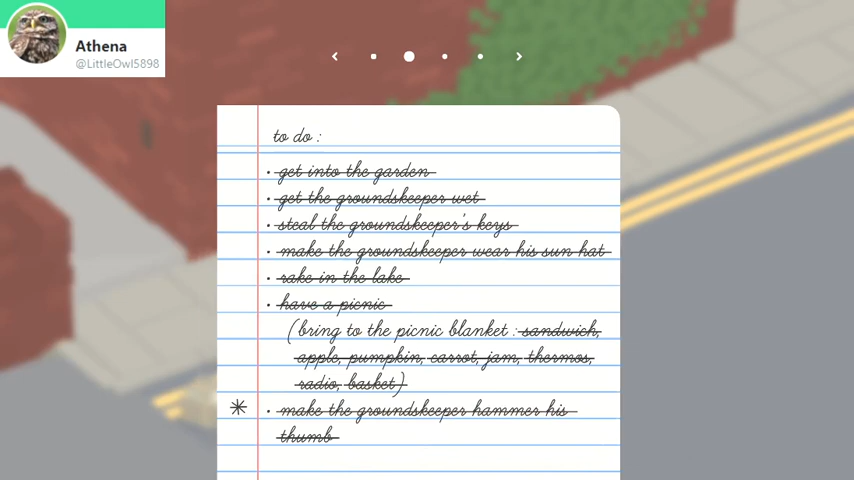 Athena
@LittleOwl5898
to do :
• get into the garden
• get the groundskeeper wet
• steal the groundskeeper's keys
• make the groundskeeper wear his sun hat
• rake in the lake
• have a picnic
(bring to the picnic blanket : sandwich,
apple, pumpkin, carrot, jam, thermos,
radio, basket)
* • make the groundskeeper hammer his
thumb